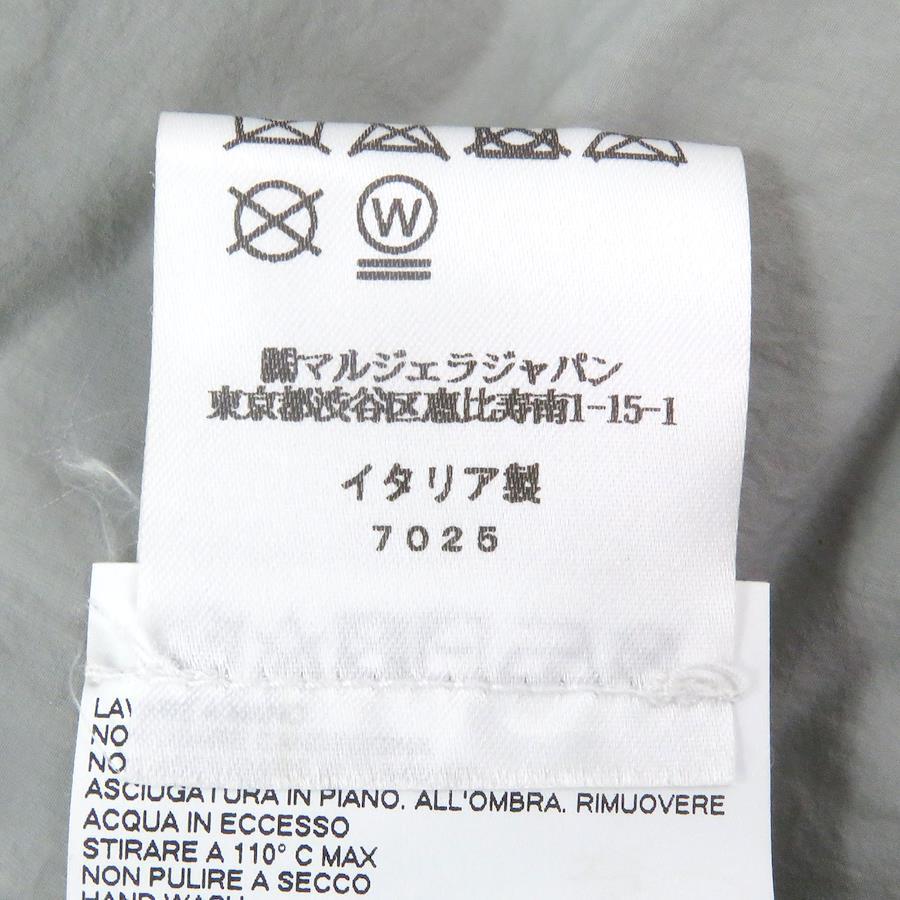 W
㈱マルジェラジャパン
東京都渋谷区恵比寿南1-15-1
イタリア製
7025
NO
NO
ASCIUGATURA IN PIANO. ALL'OMBRA. RIMUOVERE
ACQUA IN ECCESSO
STIRARE A 110° C MAX
NON PULIRE A SECCO
HAND WASH